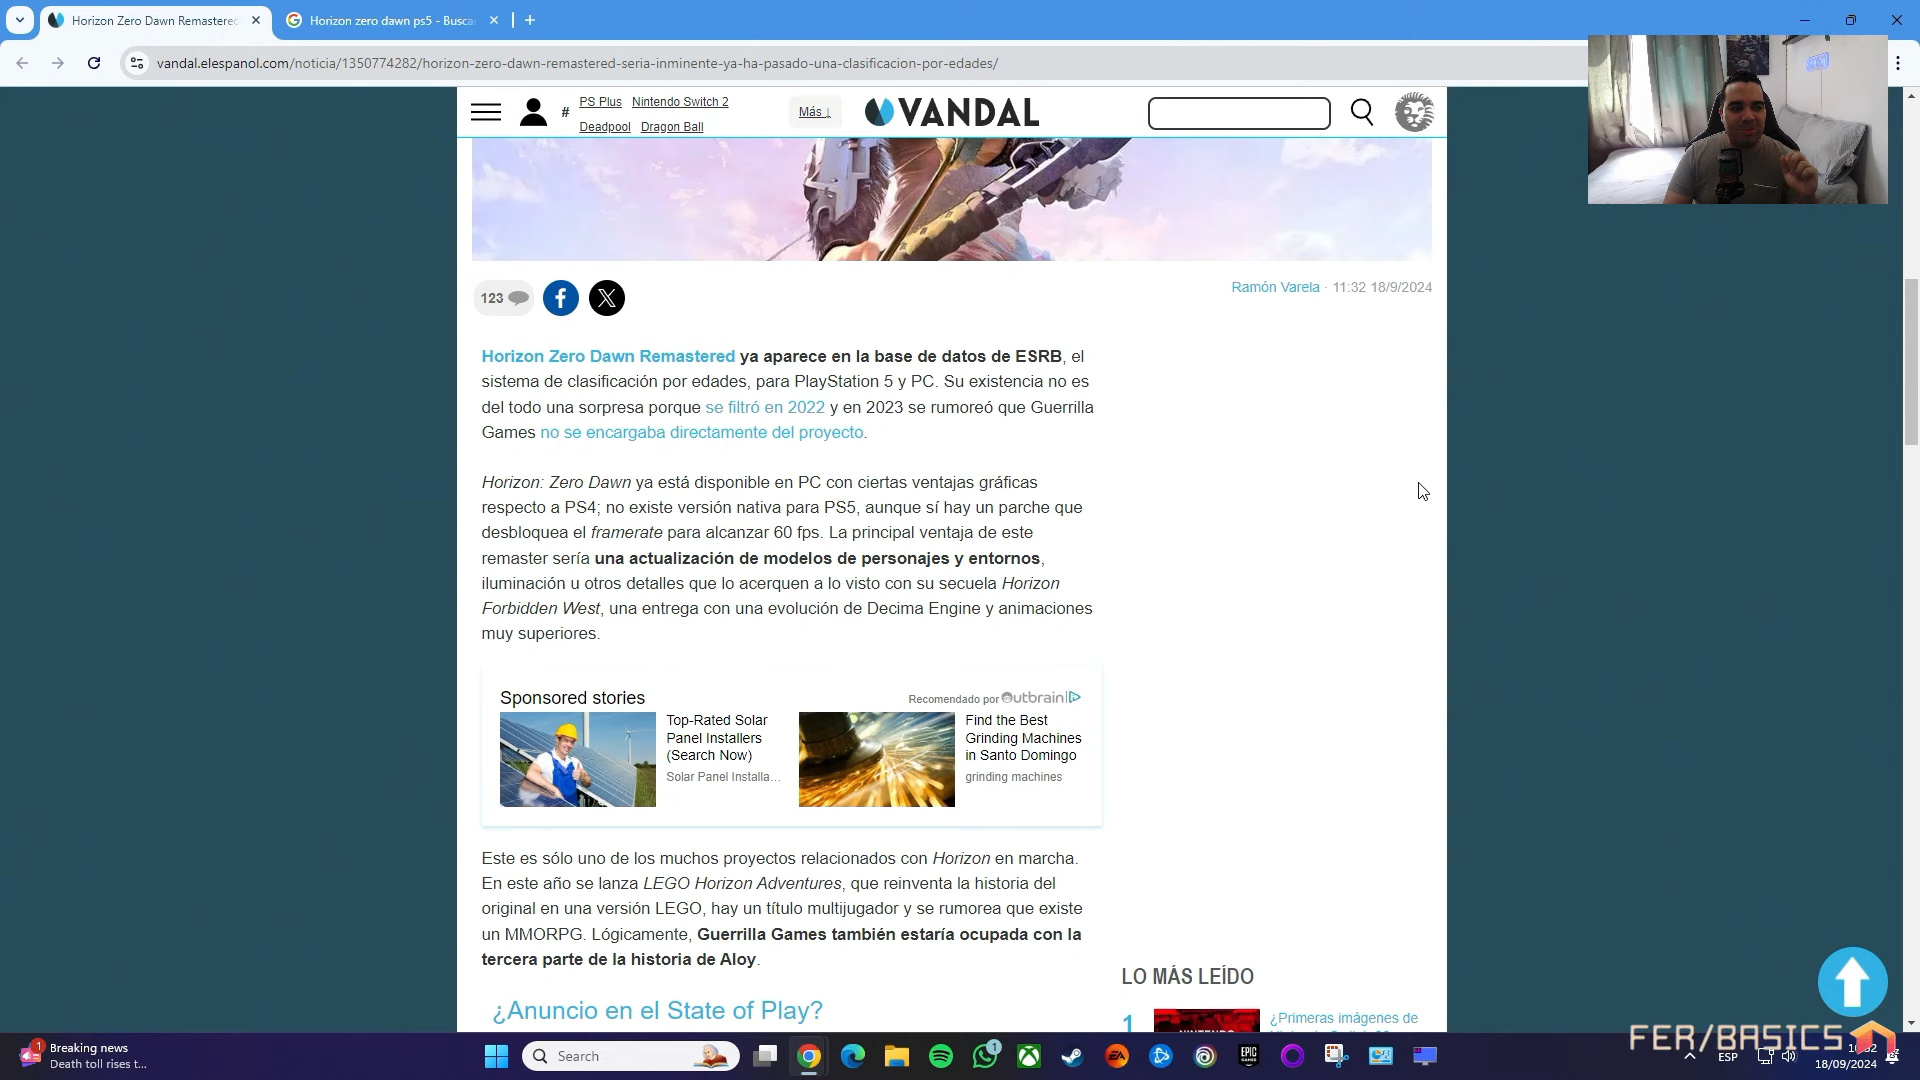 Horizon Zero Dawn Remastered
Horizon zero dawn ps5 - Busca
vandal.elespanol.com/noticia/1350774282/horizon-zero-dawn-remastered-seria-inminente-ya-ha-pasado-una-clasificacion-por-edades/
# PS Plus Nintendo Switch 2
Deadpool Dragon Ball
Más ↓
VANDAL
123
Ramón Varela · 11:32 18/9/2024
Horizon Zero Dawn Remastered ya aparece en la base de datos de ESRB, el
sistema de clasificación por edades, para PlayStation 5 y PC. Su existencia no es
del todo una sorpresa porque se filtró en 2022 y en 2023 se rumoreó que Guerrilla
Games no se encargaba directamente del proyecto.
Horizon: Zero Dawn ya está disponible en PC con ciertas ventajas gráficas
respecto a PS4; no existe versión nativa para PS5, aunque sí hay un parche que
desbloquea el framerate para alcanzar 60 fps. La principal ventaja de este
remaster sería una actualización de modelos de personajes y entornos,
iluminación u otros detalles que lo acerquen a lo visto con su secuela Horizon
Forbidden West, una entrega con una evolución de Decima Engine y animaciones
muy superiores.
Sponsored stories
Recomendado por Outbrain
Top-Rated Solar
Panel Installers
(Search Now)
Solar Panel Installa...
Find the Best
Grinding Machines
in Santo Domingo
grinding machines
Este es sólo uno de los muchos proyectos relacionados con Horizon en marcha.
En este año se lanza LEGO Horizon Adventures, que reinventa la historia del
original en una versión LEGO, hay un título multijugador y se rumorea que existe
un MMORPG. Lógicamente, Guerrilla Games también estaría ocupada con la
tercera parte de la historia de Aloy.
¿Anuncio en el State of Play?
LO MÁS LEÍDO
1
¿Primeras imágenes de
FER/BASICS
1
Breaking news
Death toll rises t...
Search
1
EA
EPIC
GAMES
ESP
18/09/2024